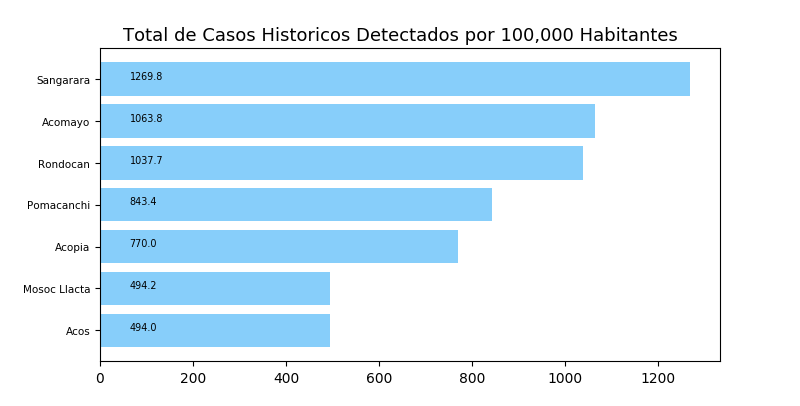 Total de Casos Historicos Detectados por 100,000 Habitantes
Sangarara 1269.8
Acomayo 1063.8
Rondocan 1037.7
Pomacanchi 843.4
Acopia 770.0
Mosoc Llacta 494.2
Acos 494.0
0 200 400 600 800 1000 1200